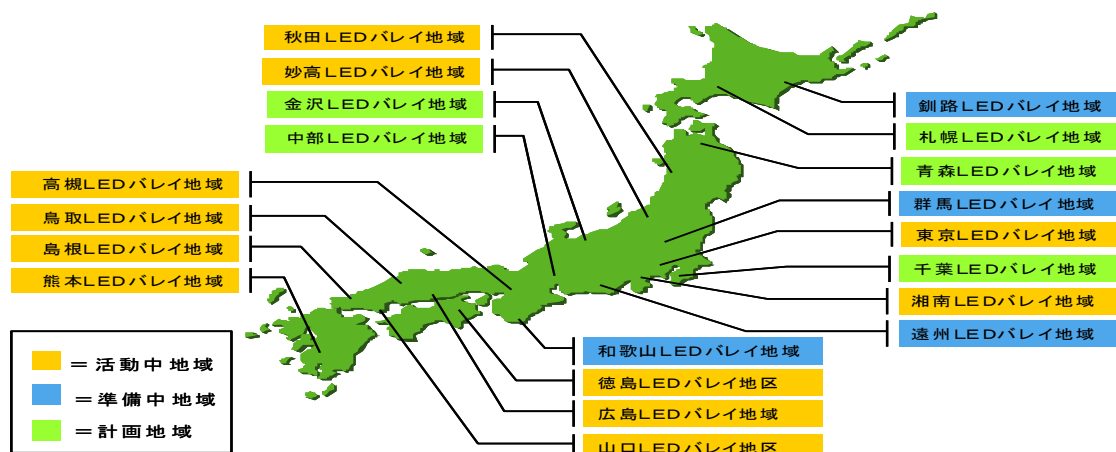 秋田LEDバレイ地域
妙高LEDバレイ地域
金沢LEDバレイ地域
中部LEDバレイ地域
高槻LEDバレイ地域
鳥取LEDバレイ地域
島根LEDバレイ地域
熊本LEDバレイ地域
釧路LEDバレイ地域
札幌LEDバレイ地域
青森LEDバレイ地域
群馬LEDバレイ地域
東京LEDバレイ地域
千葉LEDバレイ地域
湘南LEDバレイ地域
遠州LEDバレイ地域
和歌山LEDバレイ地域
徳島LEDバレイ地区
広島LEDバレイ地域
山口LEDバレイ地区
＝活動中地域
＝準備中地域
＝計画地域